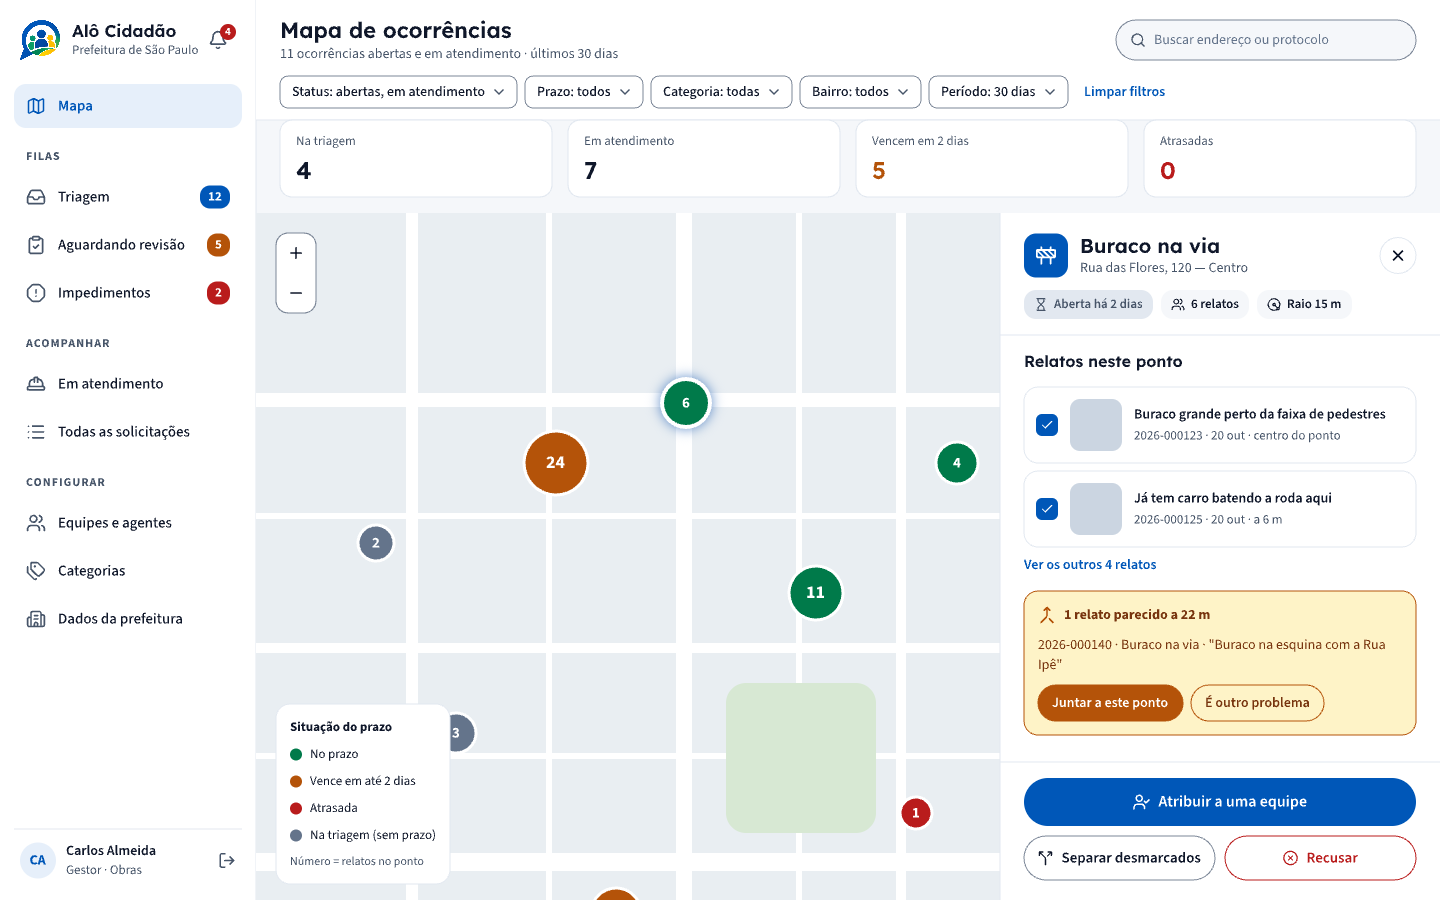 Alô Cidadão
Prefeitura de São Paulo
4
Mapa
FILAS
Triagem
12
Aguardando revisão
5
Impedimentos
2
ACOMPANHAR
Em atendimento
Todas as solicitações
CONFIGURAR
Equipes e agentes
Categorias
Dados da prefeitura
CA
Carlos Almeida
Gestor · Obras
Mapa de ocorrências
11 ocorrências abertas e em atendimento · últimos 30 dias
Buscar endereço ou protocolo
Status: abertas, em atendimento
Prazo: todos
Categoria: todas
Bairro: todos
Período: 30 dias
Limpar filtros
Na triagem
4
Em atendimento
7
Vencem em 2 dias
5
Atrasadas
0
+
−
6
24
4
2
11
3
1
Situação do prazo
No prazo
Vence em até 2 dias
Atrasada
Na triagem (sem prazo)
Número = relatos no ponto
Buraco na via
Rua das Flores, 120 — Centro
Aberta há 2 dias
6 relatos
Raio 15 m
Relatos neste ponto
Buraco grande perto da faixa de pedestres
2026-000123 · 20 out · centro do ponto
Já tem carro batendo a roda aqui
2026-000125 · 20 out · a 6 m
Ver os outros 4 relatos
1 relato parecido a 22 m
2026-000140 · Buraco na via · "Buraco na esquina com a Rua
Ipê"
Juntar a este ponto
É outro problema
Atribuir a uma equipe
Separar desmarcados
Recusar